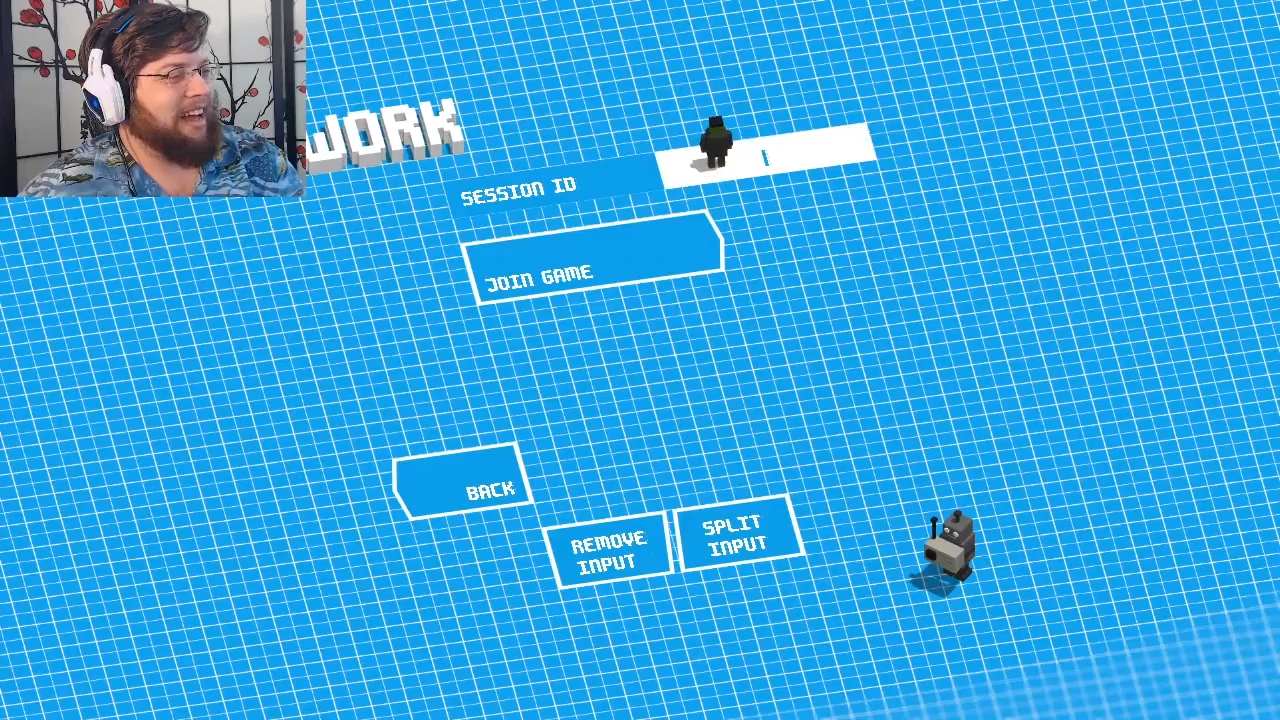 WORK
SESSION ID
JOIN GAME
BACK
REMOVE
INPUT
SPLIT
INPUT